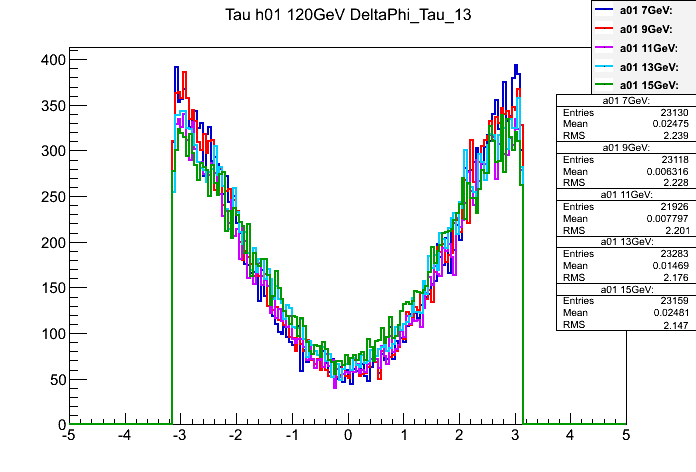 Tau h01 120GeV DeltaPhi_Tau_13
a01 7GeV:
a01 9GeV:
a01 11GeV:
a01 13GeV:
a01 15GeV:
a01 7GeV:
Entries 23130
Mean 0.02475
RMS 2.239
a01 9GeV:
Entries 23118
Mean 0.006316
RMS 2.228
a01 11GeV:
Entries 21926
Mean 0.007797
RMS 2.201
a01 13GeV:
Entries 23283
Mean 0.01469
RMS 2.176
a01 15GeV:
Entries 23159
Mean 0.02481
RMS 2.147
400
350
300
250
200
150
100
50
0
-5 -4 -3 -2 -1 0 1 2 3 4 5